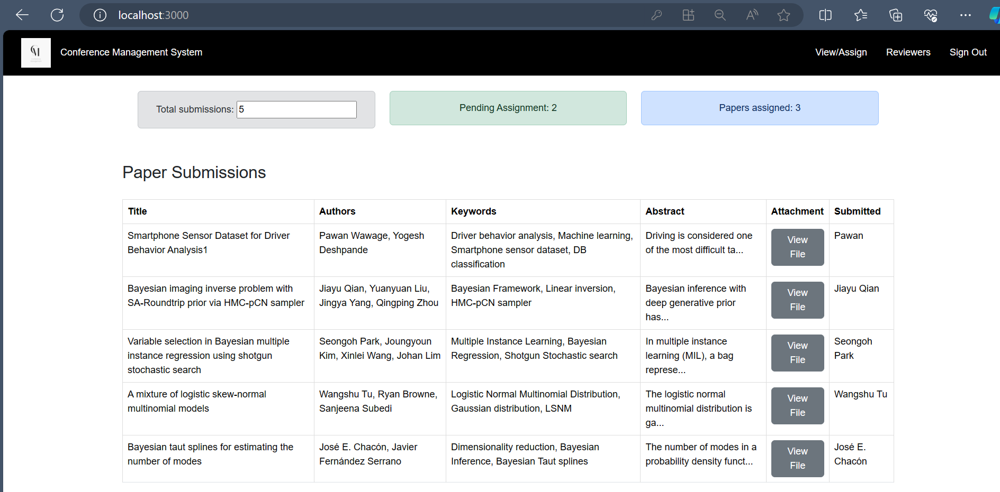 localhost:3000
Conference Management System
View/Assign
Reviewers
Sign Out
Total submissions: 5
Pending Assignment: 2
Papers assigned: 3
Paper Submissions
Title
Authors
Keywords
Abstract
Attachment
Submitted
Smartphone Sensor Dataset for Driver
Behavior Analysis1
Pawan Wawage, Yogesh
Deshpande
Driver behavior analysis, Machine learning,
Smartphone sensor dataset, DB
classification
Driving is considered one
of the most difficult ta...
View
File
Pawan
Bayesian imaging inverse problem with
SA-Roundtrip prior via HMC-pCN sampler
Jiayu Qian, Yuanyuan Liu,
Jingya Yang, Qingping Zhou
Bayesian Framework, Linear inversion,
HMC-pCN sampler
Bayesian inference with
deep generative prior
has...
View
File
Jiayu Qian
Variable selection in Bayesian multiple
instance regression using shotgun
stochastic search
Seongoh Park, Joungyoun
Kim, Xinlei Wang, Johan Lim
Multiple Instance Learning, Bayesian
Regression, Shotgun Stochastic search
In multiple instance
learning (MIL), a bag
represe...
View
File
Seongoh
Park
A mixture of logistic skew-normal
multinomial models
Wangshu Tu, Ryan Browne,
Sanjeena Subedi
Logistic Normal Multinomial Distribution,
Gaussian distribution, LSNM
The logistic normal
multinomial distribution is
ga...
View
File
Wangshu Tu
Bayesian taut splines for estimating the
number of modes
José E. Chacón, Javier
Fernández Serrano
Dimensionality reduction, Bayesian
Inference, Bayesian Taut splines
The number of modes in a
probability density funct...
View
File
José E.
Chacón